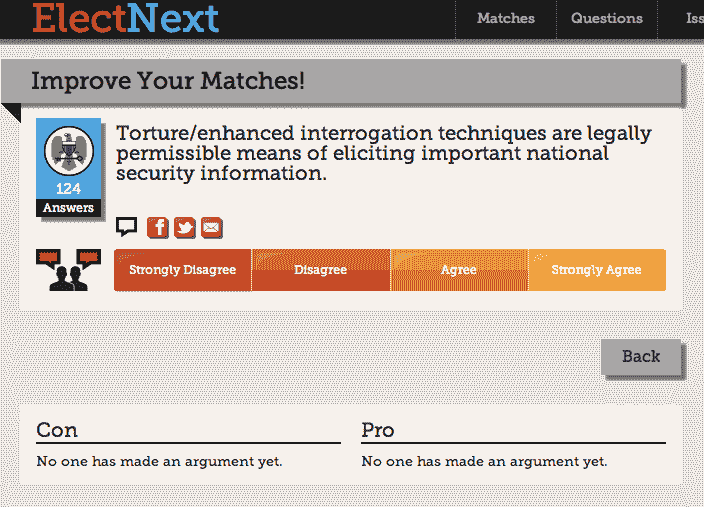 ElectNext
Matches
Questions
Iss
Improve Your Matches!
Torture/enhanced interrogation techniques are legally
permissible means of eliciting important national
security information.
124
Answers
Strongly Disagree
Disagree
Agree
Strongly Agree
Back
Con
No one has made an argument yet.
Pro
No one has made an argument yet.